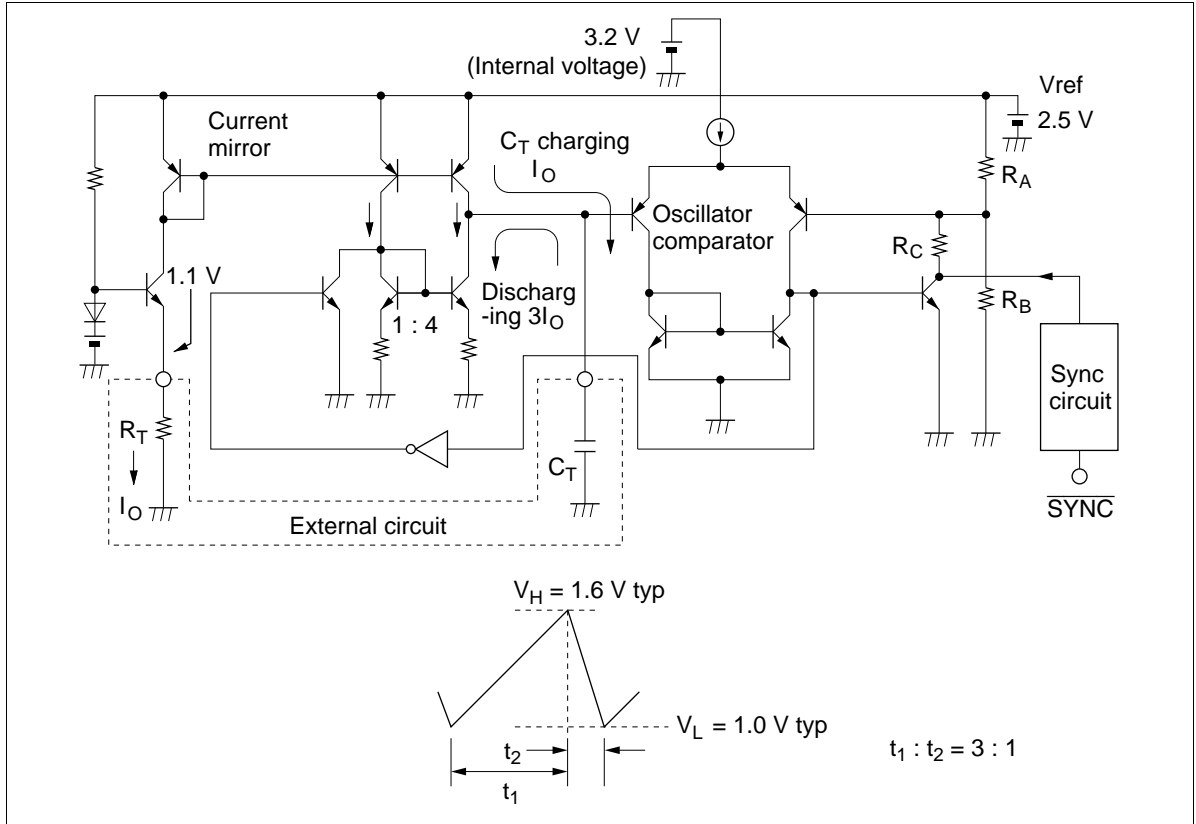 3.2 V
(Internal voltage)
Vref
2.5 V
Current
mirror
C_T charging
I_O
R_A
Oscillator
comparator
R_C
1.1 V
R_B
Discharg
-ing 3I_O
1 : 4
Sync
circuit
R_T
C_T
I_O
SYNC
External circuit
V_H = 1.6 V typ
V_L = 1.0 V typ
t_2
t_1 : t_2 = 3 : 1
t_1